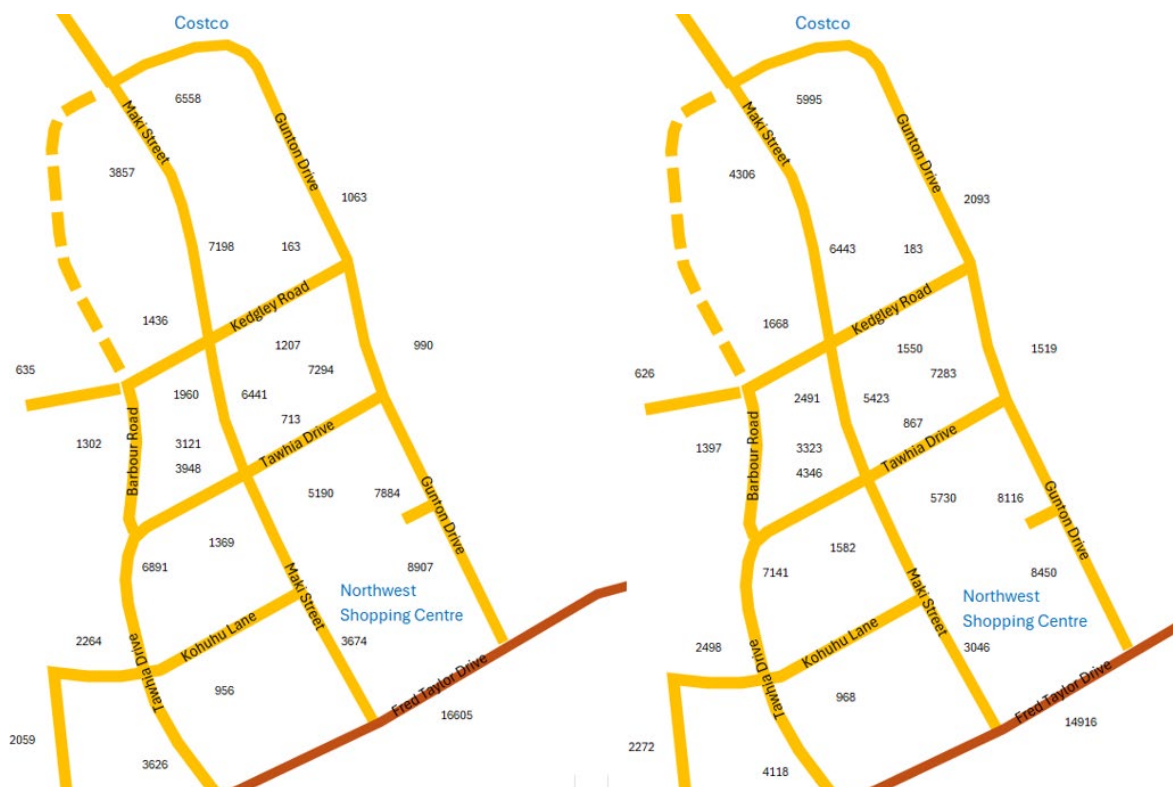 Costco
6558
Maki Street
Gunton Drive
3857
1063
7198
163
Kedgley Road
1436
1207
990
635
7294
1960
6441
713
Barbour Road
1302
3121
Tawhia Drive
3948
5190
7884
Gunton Drive
1369
6891
8907
Maki Street
Northwest
Shopping Centre
Kohuhu Lane
2264
3674
Tawhia Drive
956
Fred Taylor Drive
16605
2059
3626
Costco
5995
Maki Street
Gunton Drive
4306
2093
6443
183
Kedgley Road
1668
1550
1519
626
7283
2491
5423
867
Barbour Road
1397
3323
Tawhia Drive
4346
5730
8116
Gunton Drive
1582
7141
8450
Maki Street
Northwest
Shopping Centre
Kohuhu Lane
2498
3046
Tawhia Drive
968
Fred Taylor Drive
14916
2272
4118